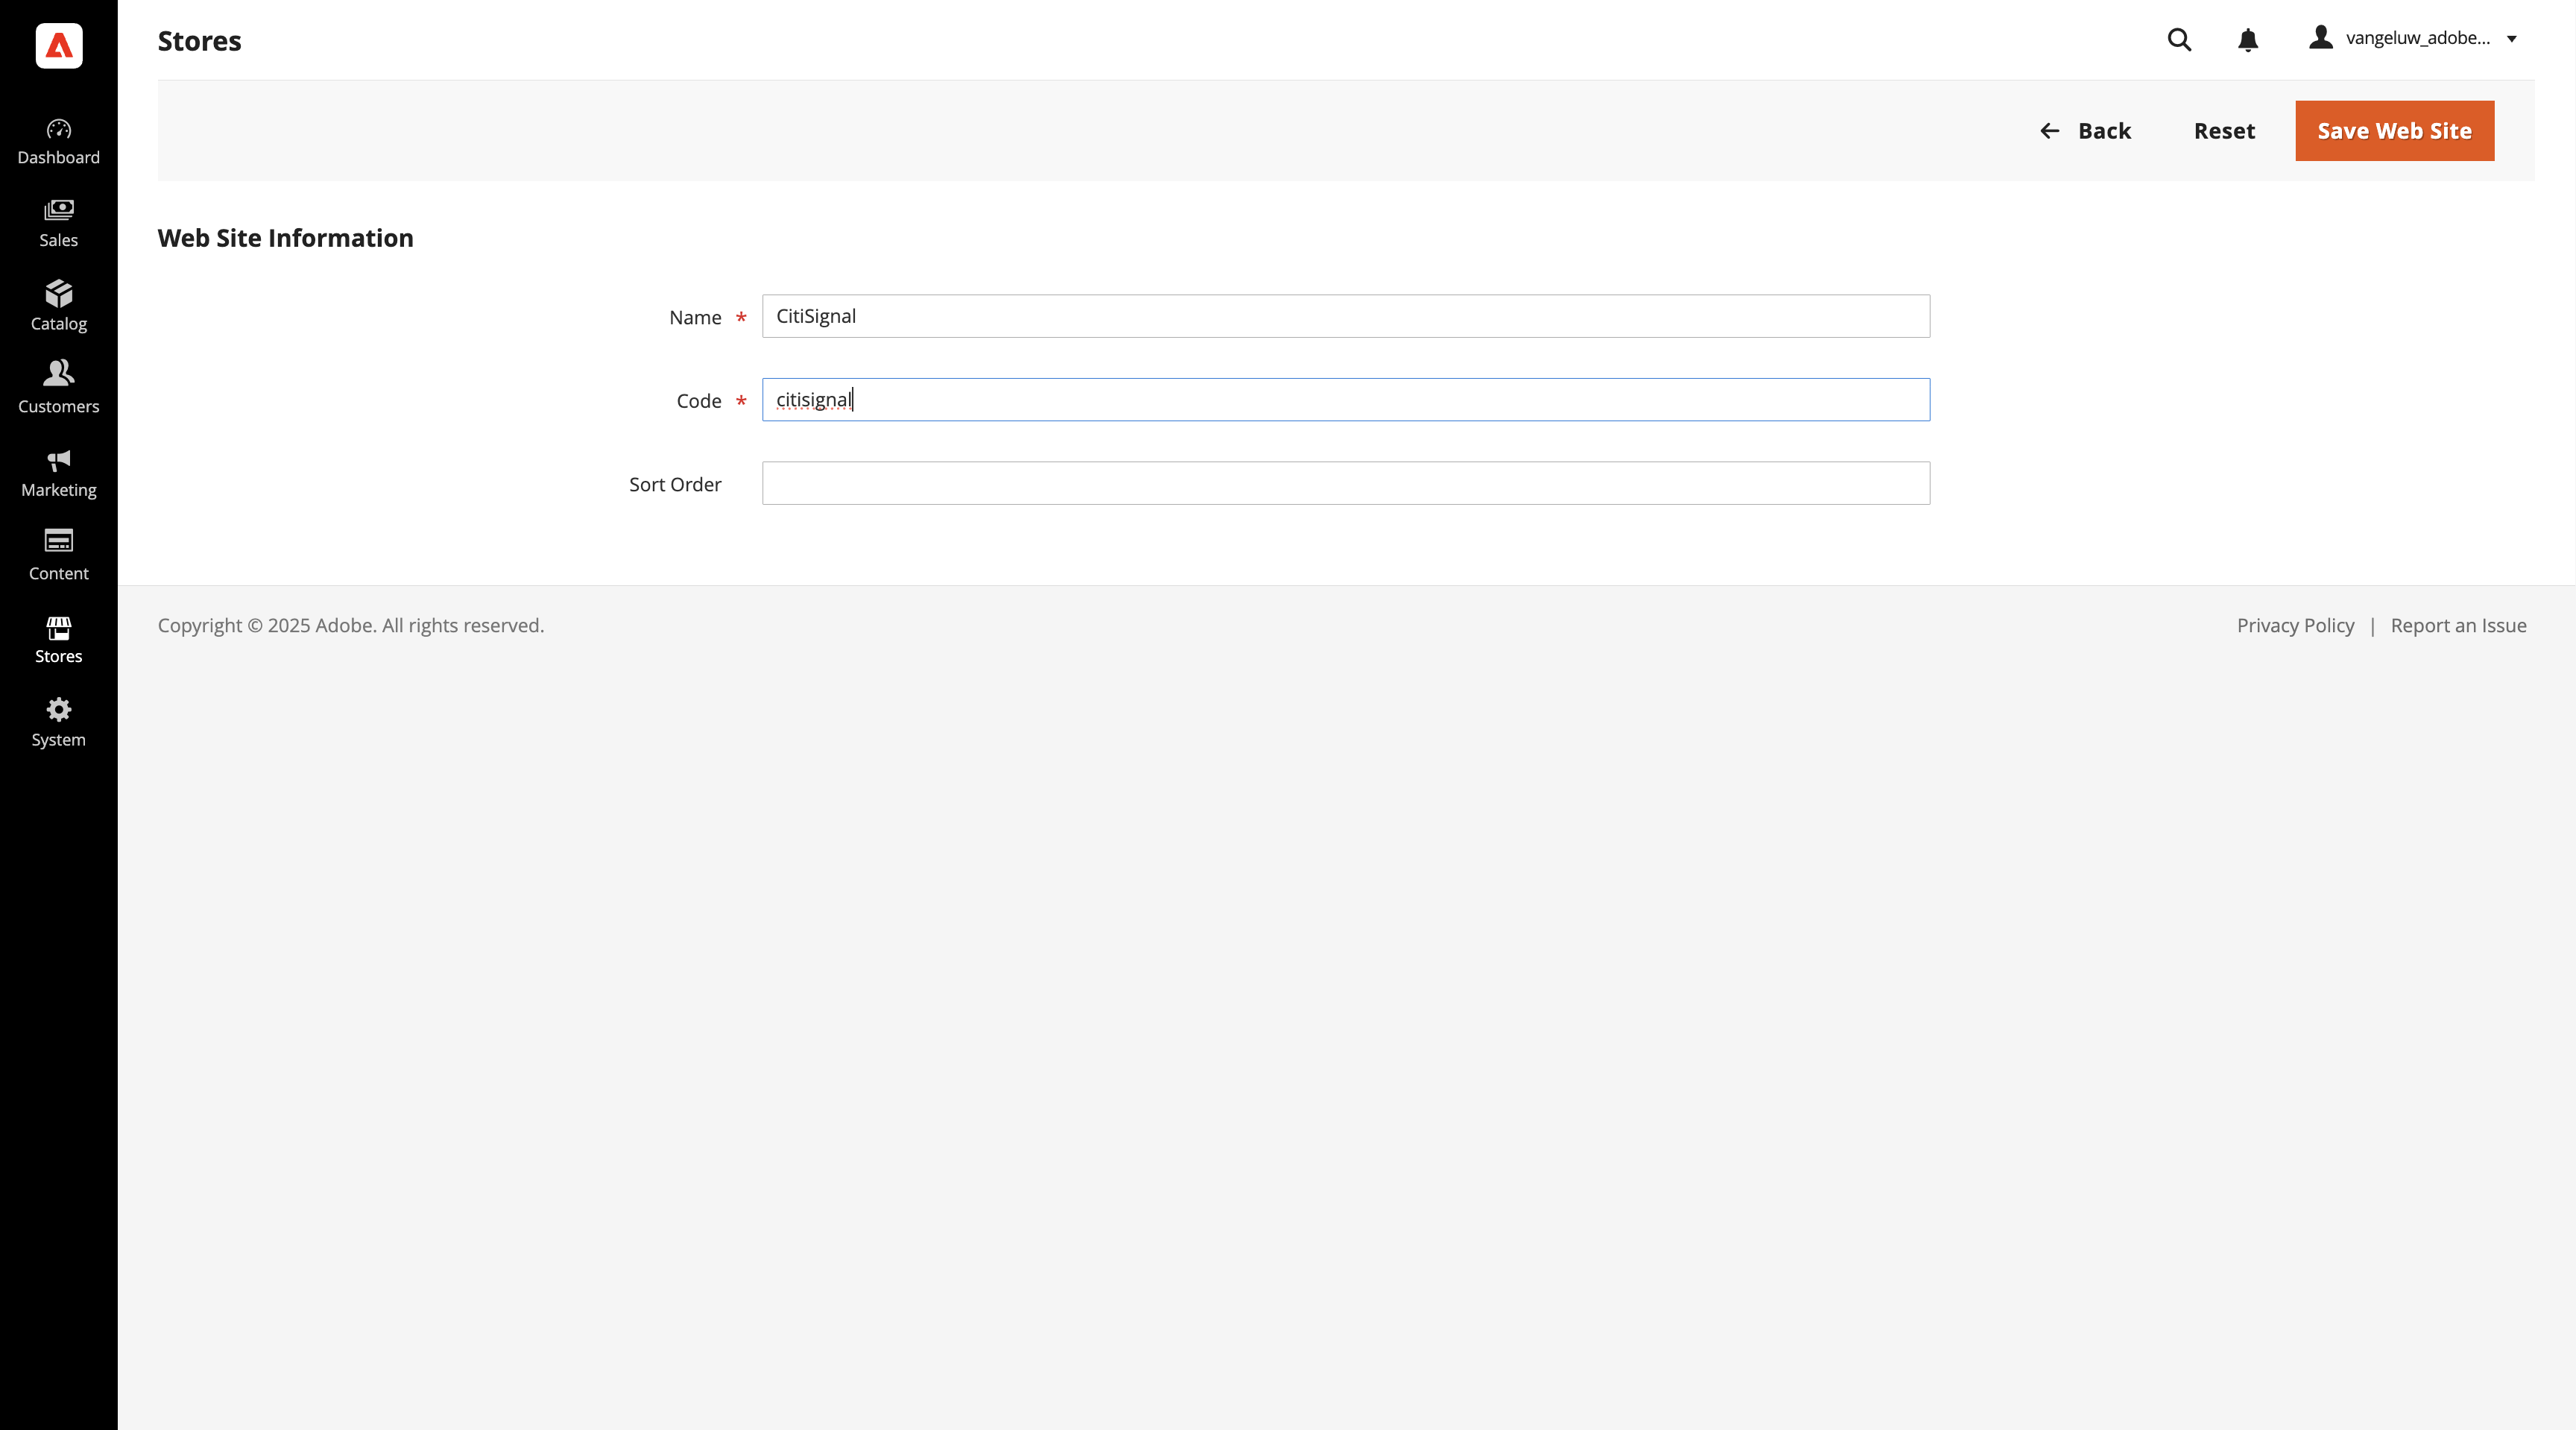 Stores
vangeluw_adobe...
Dashboard
Sales
Catalog
Customers
Marketing
Content
Stores
System
Back
Reset
Save Web Site
Web Site Information
Name *
CitiSignal
Code *
citisignal
Sort Order
Copyright © 2025 Adobe. All rights reserved.
Privacy Policy | Report an Issue